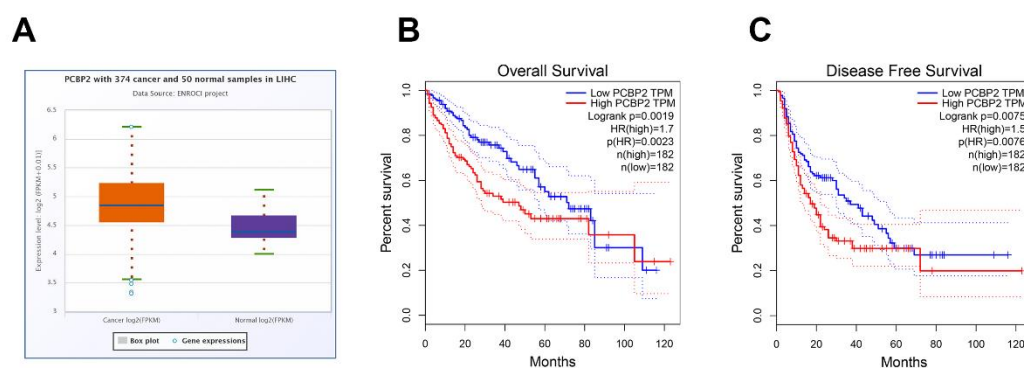 A
B
C
PCBP2 with 374 cancer and 50 normal samples in LIHC
Data Source: ENROCI project
Expression level: log2 (FPKM+0.01)]
6.5
6
5.5
5
4.5
4
3.5
3
Cancer log2(FPKM)
Normal log2(FPKM)
Box plot
Gene expressions
Overall Survival
Low PCBP2 TPM
High PCBP2 TPM
Logrank p=0.0019
HR(high)=1.7
p(HR)=0.0023
n(high)=182
n(low)=182
Percent survival
1.0
0.8
0.6
0.4
0.2
0.0
0 20 40 60 80 100 120
Months
Disease Free Survival
Low PCBP2 TPM
High PCBP2 TPM
Logrank p=0.0075
HR(high)=1.5
p(HR)=0.0076
n(high)=182
n(low)=182
Percent survival
1.0
0.8
0.6
0.4
0.2
0.0
0 20 40 60 80 100 120
Months